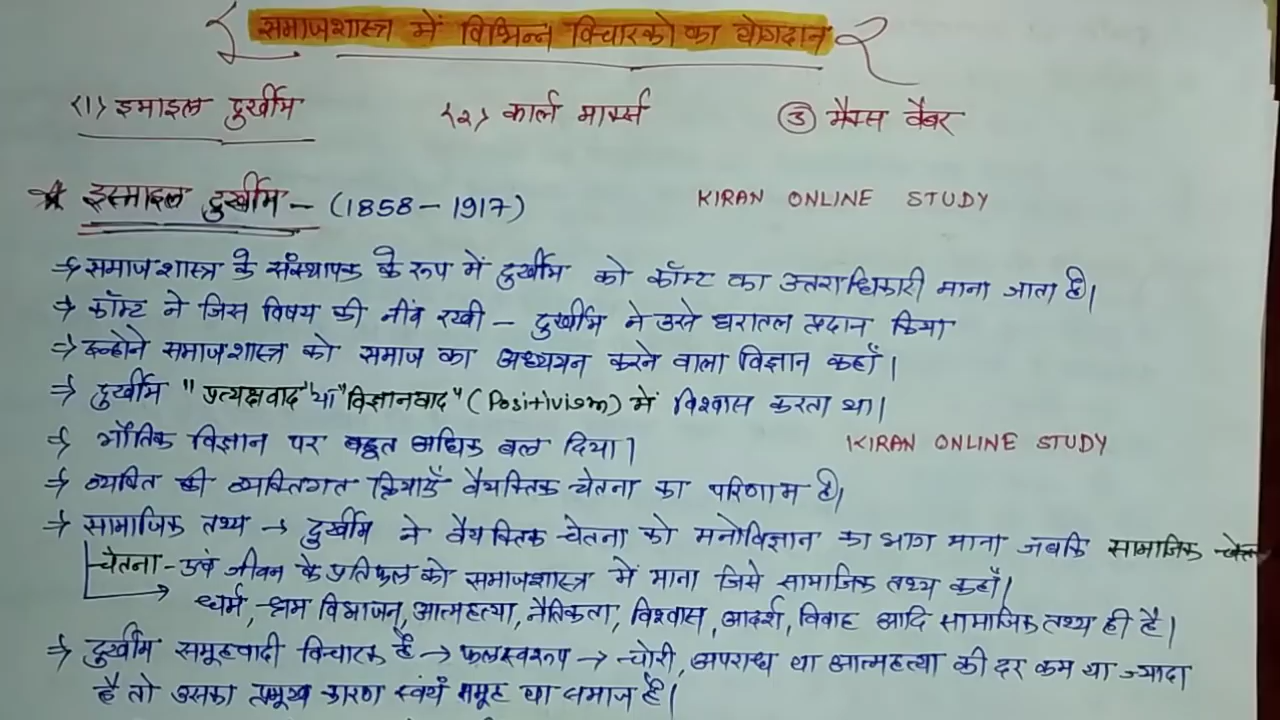 समाजशास्त्र में विभिन्न विचारको का योगदान
(1) इमाइल दुर्खीम (2) कार्ल मार्क्स ③ मैक्स वैबर
इस्माइल दुर्खीम – (1858 – 1917) KIRAN ONLINE STUDY
→ समाजशास्त्र के संस्थापक के रूप में दुर्खीम को कॉम्ट का उत्तराधिकारी माना जाता है।
→ कॉम्ट ने जिस विषय की नींव रखी – दुर्खीम ने उसे धरातल प्रदान किया
→ इन्होने समाजशास्त्र को समाज का अध्ययन करने वाला विज्ञान कहाँ।
→ दुर्खीम "प्रत्यक्षवाद" या "विज्ञानवाद" (Positivism) में विश्वास करता था।
→ भौतिक विज्ञान पर बहुत अधिक बल दिया। KIRAN ONLINE STUDY
→ व्यक्ति की व्यक्तिगत क्रियाएँ वैयक्तिक चेतना का परिणाम है।
→ सामाजिक तथ्य → दुर्खीम ने वैयक्तिक चेतना को मनोविज्ञान का भाग माना जबकि सामाजिक
चेतना – एवं जीवन के प्रतिफल को समाजशास्त्र में माना जिसे सामाजिक तथ्य कहाँ।
→ धर्म, श्रम विभाजन, आत्महत्या, नैतिकता, विश्वास, आदर्श, विवाह आदि सामाजिक तथ्य ही है।
→ दुर्खीम समूहवादी विचारक है → फलस्वरूप → चोरी, अपराध या आत्महत्या की दर कम या ज्यादा
है तो उसका प्रमुख कारण स्वंय समूह या समाज है।